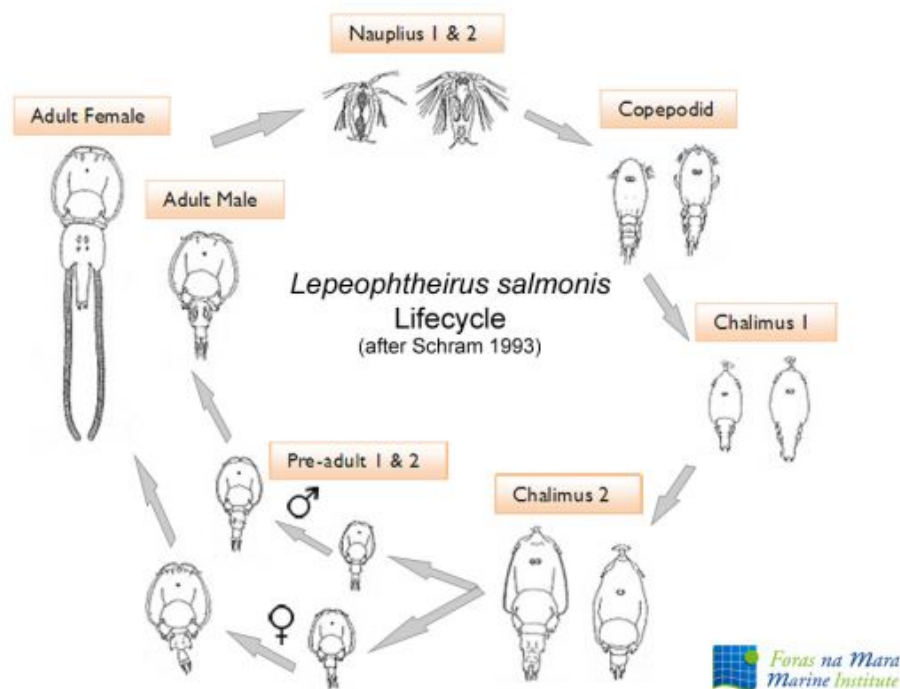 Nauplius 1 & 2
Adult Female
Copepodid
Adult Male
Lepeophtheirus salmonis
Lifecycle
(after Schram 1993)
Chalimus 1
Pre-adult 1 & 2
Chalimus 2
♂
♀
Foras na Mara
Marine Institute